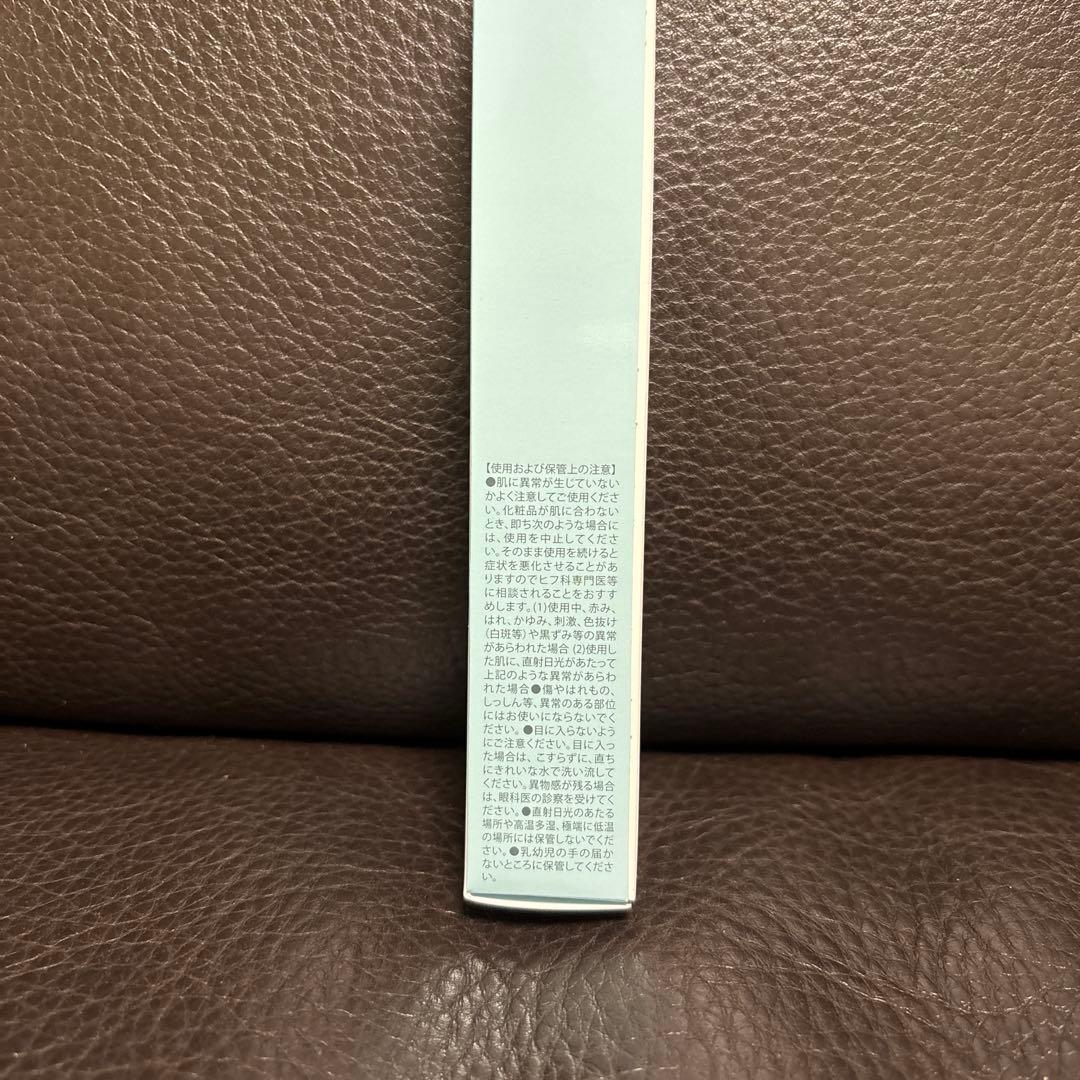 【使用および保管上の注意】
●肌に異常が生じていない
かよく注意してご使用くださ
い。化粧品が肌に合わない
とき、即ち次のような場合に
は、使用を中止してくださ
い。そのまま使用を続けると
症状を悪化させることがあ
りますのでヒフ科専門医等
に相談されることをおすす
めします。(1)使用中、赤み、
はれ、かゆみ、刺激、色抜け
（白斑等）や黒ずみ等の異常
があらわれた場合 (2)使用し
た肌に、直射日光があたって
上記のような異常があらわ
れた場合●傷やはれもの、
しっしん等、異常のある部位
にはお使いにならないでく
ださい。●目に入らないよう
にご注意ください。目に入っ
た場合は、こすらずに、直ち
にきれいな水で洗い流して
ください。異物感が残る場合
は、眼科医の診察を受けてく
ださい。●直射日光のあたる
場所や高温多湿、極端に低温
の場所には保管しないでくだ
さい。●乳幼児の手の届か
ないところに保管してくださ
い。